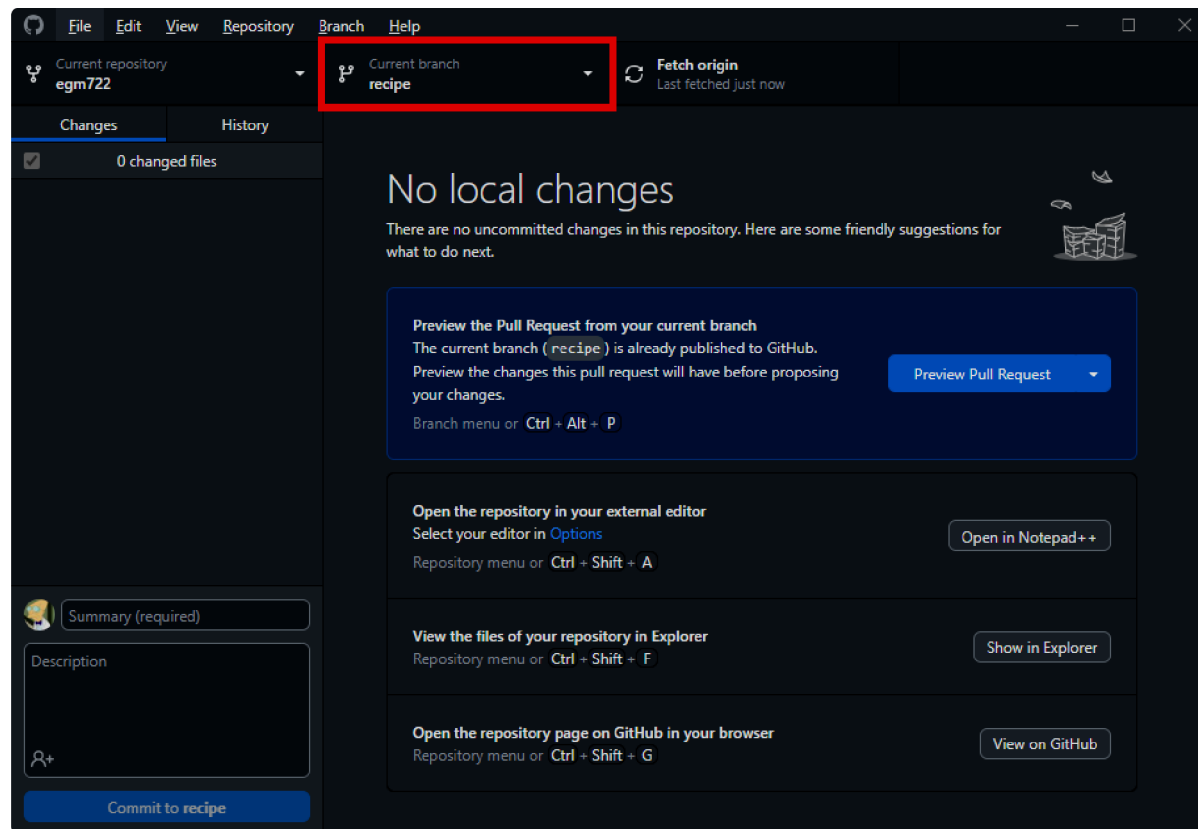 File Edit View Repository Branch Help
Current repository
egm722
Current branch
recipe
Fetch origin
Last fetched just now
Changes History
0 changed files
No local changes
There are no uncommitted changes in this repository. Here are some friendly suggestions for
what to do next.
Preview the Pull Request from your current branch
The current branch ( recipe ) is already published to GitHub.
Preview the changes this pull request will have before proposing
your changes.
Branch menu or Ctrl + Alt + P
Preview Pull Request
Open the repository in your external editor
Select your editor in Options
Repository menu or Ctrl + Shift + A
Open in Notepad++
View the files of your repository in Explorer
Repository menu or Ctrl + Shift + F
Show in Explorer
Open the repository page on GitHub in your browser
Repository menu or Ctrl + Shift + G
View on GitHub
Summary (required)
Description
Commit to recipe